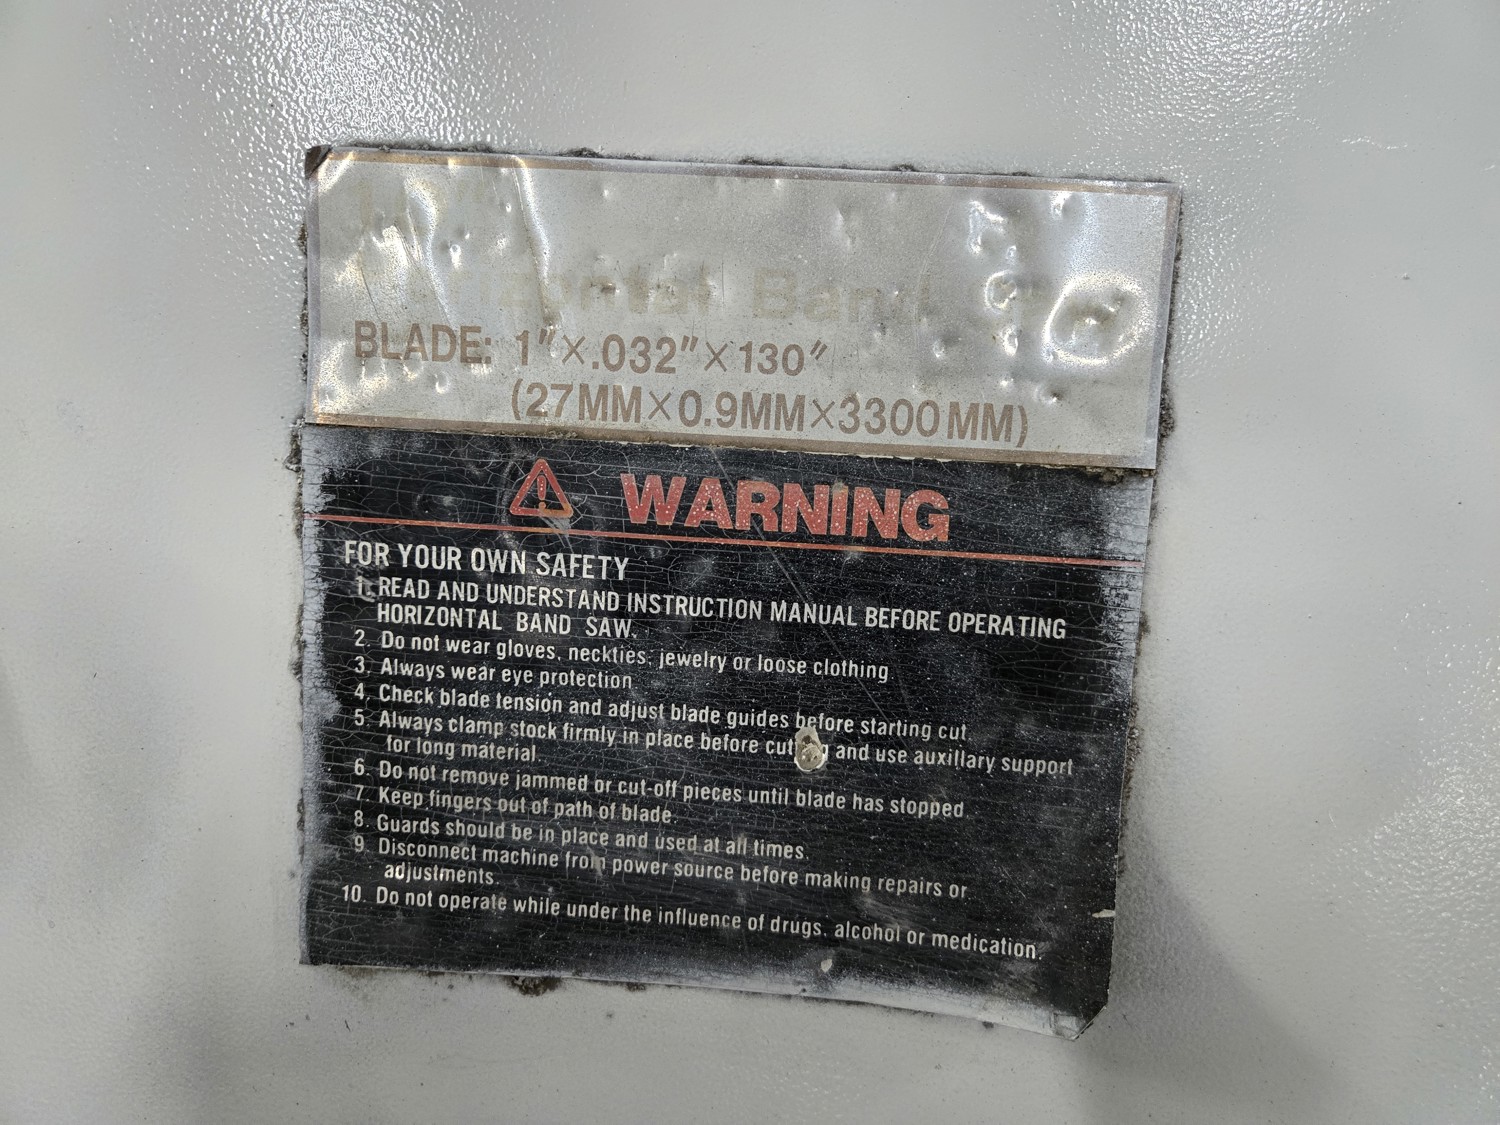 Horizontal Band
BLADE: 1"×.032"×130"
(27MM×0.9MM×3300MM)
WARNING
FOR YOUR OWN SAFETY
1. READ AND UNDERSTAND INSTRUCTION MANUAL BEFORE OPERATING
HORIZONTAL BAND SAW.
2. Do not wear gloves, neckties, jewelry or loose clothing
3. Always wear eye protection
4. Check blade tension and adjust blade guides before starting cut.
5. Always clamp stock firmly in place before and use auxillary support
for long material.
6. Do not remove jammed or cut-off pieces until blade has stopped.
7. Keep fingers out of path of blade.
8. Guards should be in place and used at all times.
9. Disconnect machine from power source before making repairs or
adjustments.
10. Do not operate while under the influence of drugs, alcohol or medication.